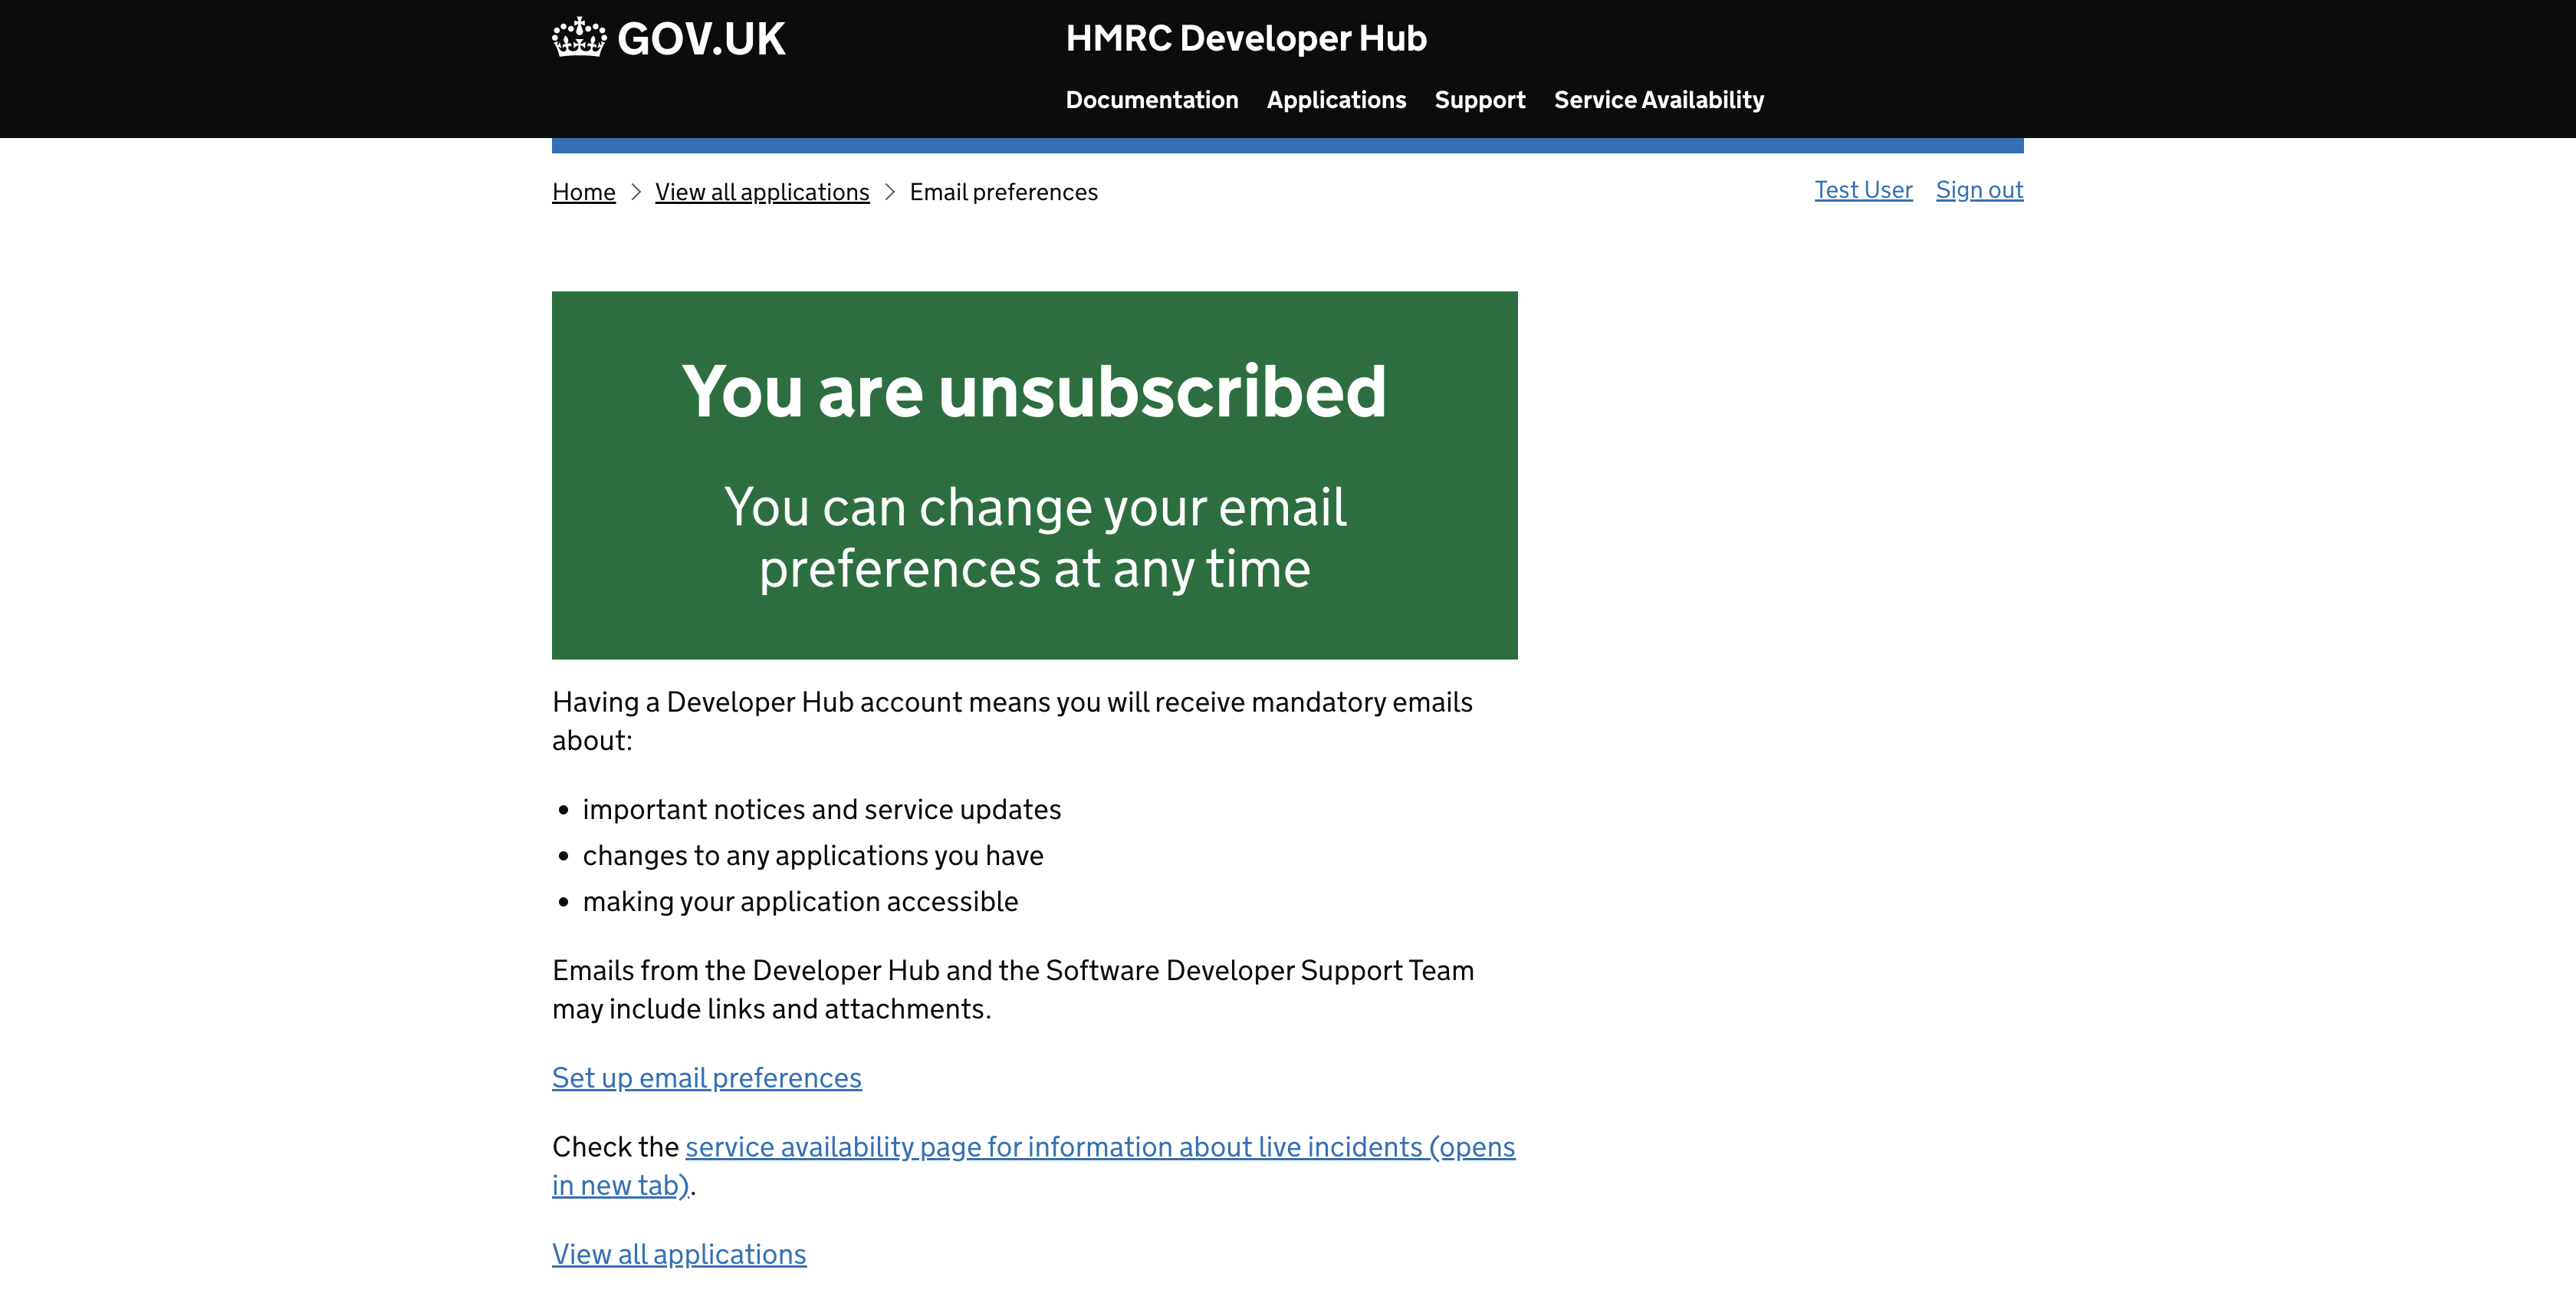 GOV.UK
HMRC Developer Hub
Documentation Applications Support Service Availability
Home > View all applications > Email preferences
Test User Sign out
You are unsubscribed
You can change your email
preferences at any time
Having a Developer Hub account means you will receive mandatory emails
about:
• important notices and service updates
• changes to any applications you have
• making your application accessible
Emails from the Developer Hub and the Software Developer Support Team
may include links and attachments.
Set up email preferences
Check the service availability page for information about live incidents (opens
in new tab).
View all applications